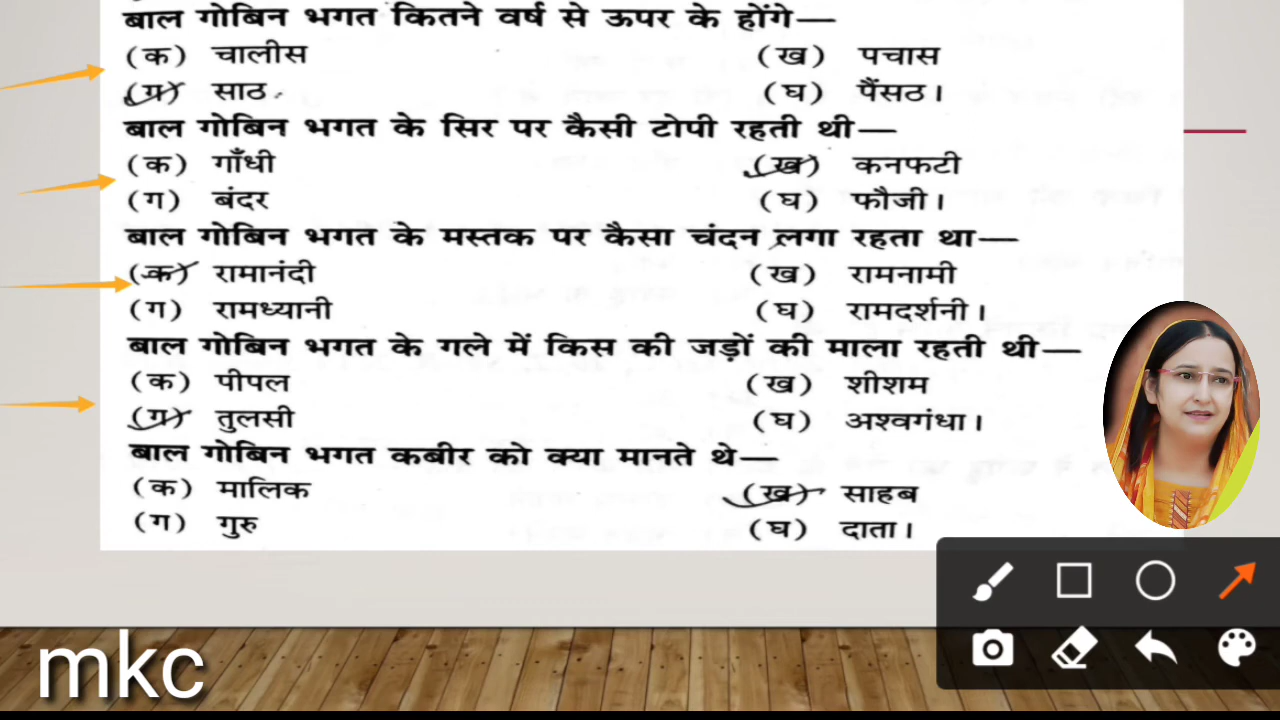 बाल गोबिन भगत कितने वर्ष से ऊपर के होंगे—
(क) चालीस (ख) पचास
(ग) साठ (घ) पैंसठ।
बाल गोबिन भगत के सिर पर कैसी टोपी रहती थी—
(क) गाँधी (ख) कनफटी
(ग) बंदर (घ) फौजी।
बाल गोबिन भगत के मस्तक पर कैसा चंदन लगा रहता था—
(क) रामानंदी (ख) रामनामी
(ग) रामध्यानी (घ) रामदर्शनी।
बाल गोबिन भगत के गले में किस की जड़ों की माला रहती थी—
(क) पीपल (ख) शीशम
(ग) तुलसी (घ) अश्वगंधा।
बाल गोबिन भगत कबीर को क्या मानते थे—
(क) मालिक (ख) साहब
(ग) गुरु (घ) दाता।
mkc